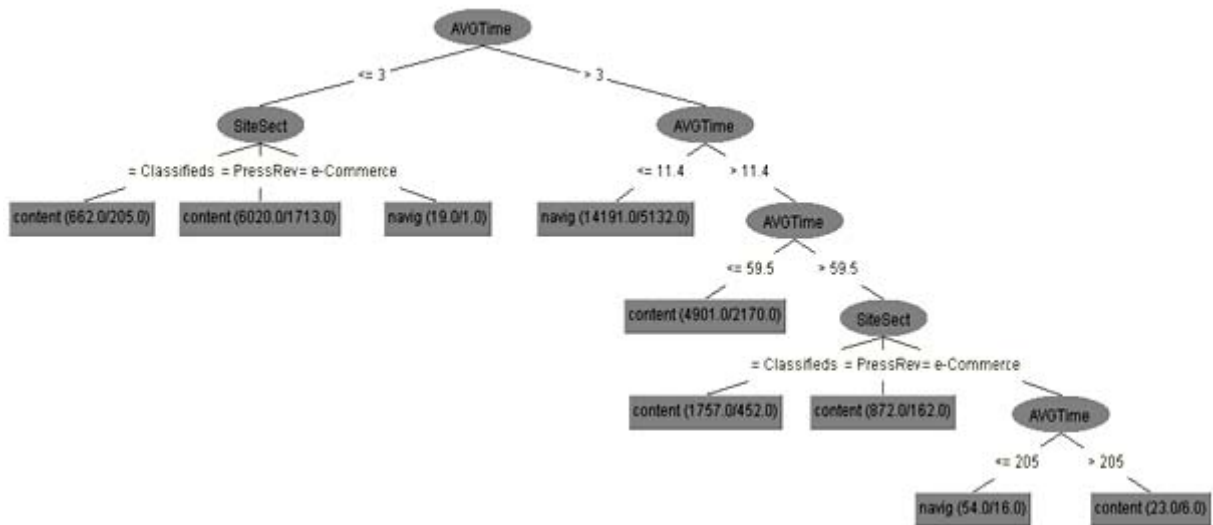 AVGTime
<= 3 > 3
SiteSect AVGTime
= Classifieds = PressRev= e-Commerce <= 11.4 > 11.4
content (662.0/205.0) content (6020.0/1713.0) navig (19.0/1.0) navig (14191.0/5132.0) AVGTime
<= 59.5 > 59.5
content (4901.0/2170.0) SiteSect
= Classifieds = PressRev= e-Commerce
content (1757.0/452.0) content (872.0/162.0) AVGTime
<= 205 > 205
navig (54.0/16.0) content (23.0/6.0)